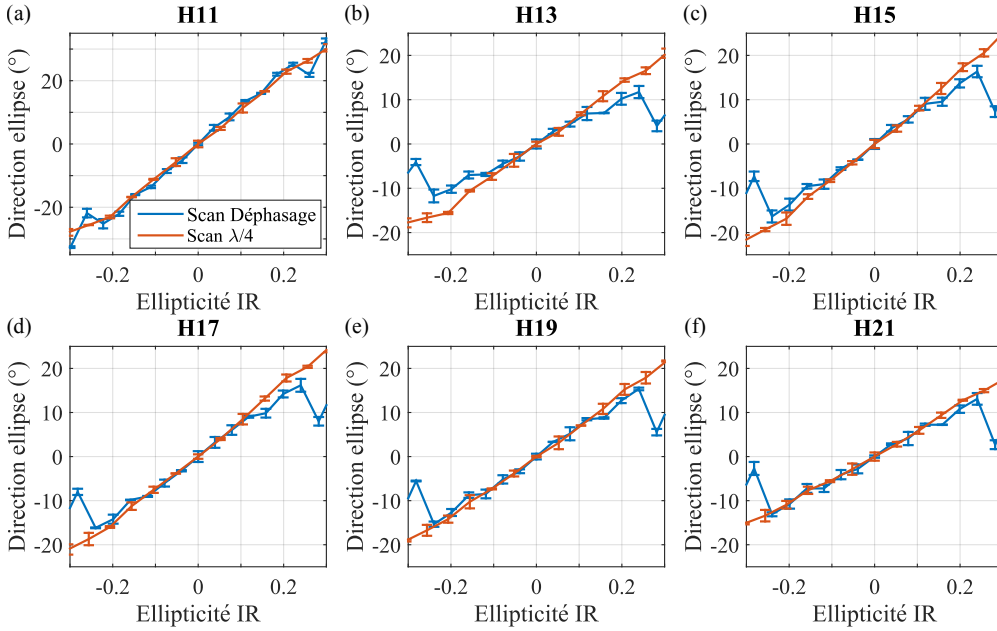 (a) H11
Direction ellipse (°)
20
0
-20
-0.2 0 0.2
Ellipticité IR
Scan Déphasage
Scan λ/4
(b) H13
Direction ellipse (°)
20
10
0
-10
-20
-0.2 0 0.2
Ellipticité IR
(c) H15
Direction ellipse (°)
20
10
0
-10
-20
-0.2 0 0.2
Ellipticité IR
(d) H17
Direction ellipse (°)
20
10
0
-10
-20
-0.2 0 0.2
Ellipticité IR
(e) H19
Direction ellipse (°)
20
10
0
-10
-20
-0.2 0 0.2
Ellipticité IR
(f) H21
Direction ellipse (°)
20
10
0
-10
-20
-0.2 0 0.2
Ellipticité IR